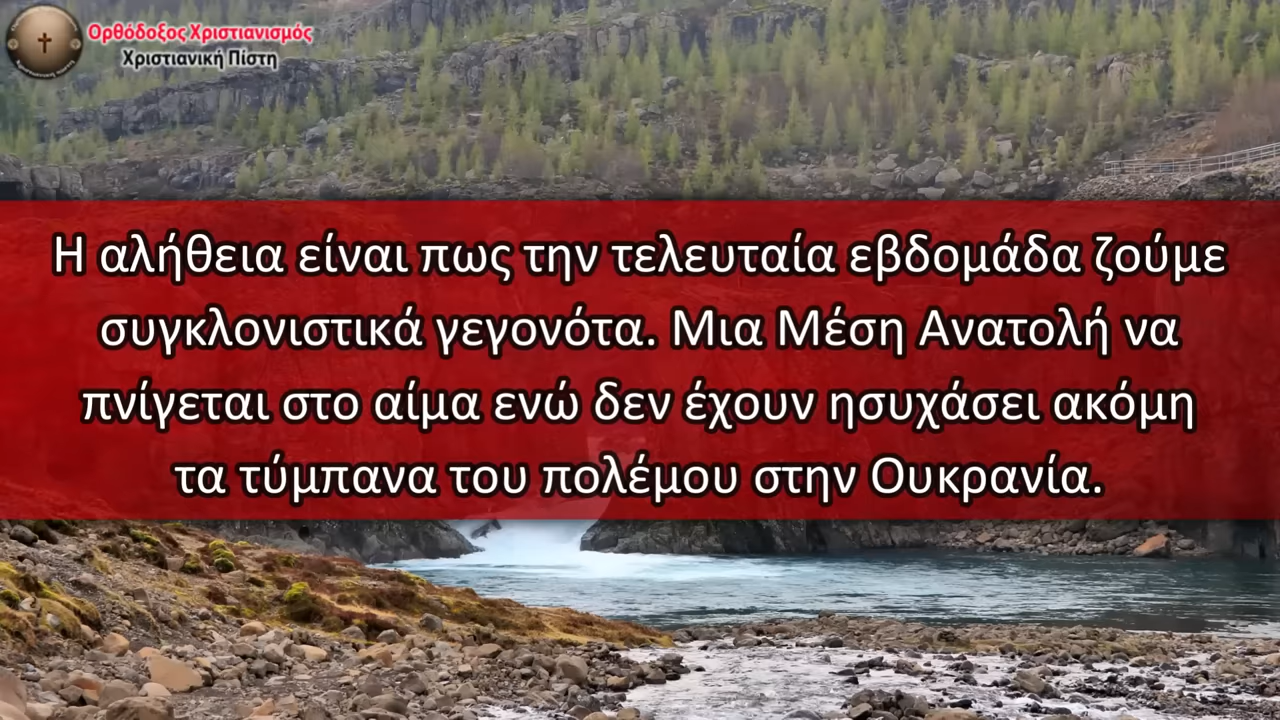 Ορθόδοξος Χριστιανισμός
Χριστιανική Πίστη
Η αλήθεια είναι πως την τελευταία εβδομάδα ζούμε
συγκλονιστικά γεγονότα. Μια Μέση Ανατολή να
πνίγεται στο αίμα ενώ δεν έχουν ησυχάσει ακόμη
τα τύμπανα του πολέμου στην Ουκρανία.